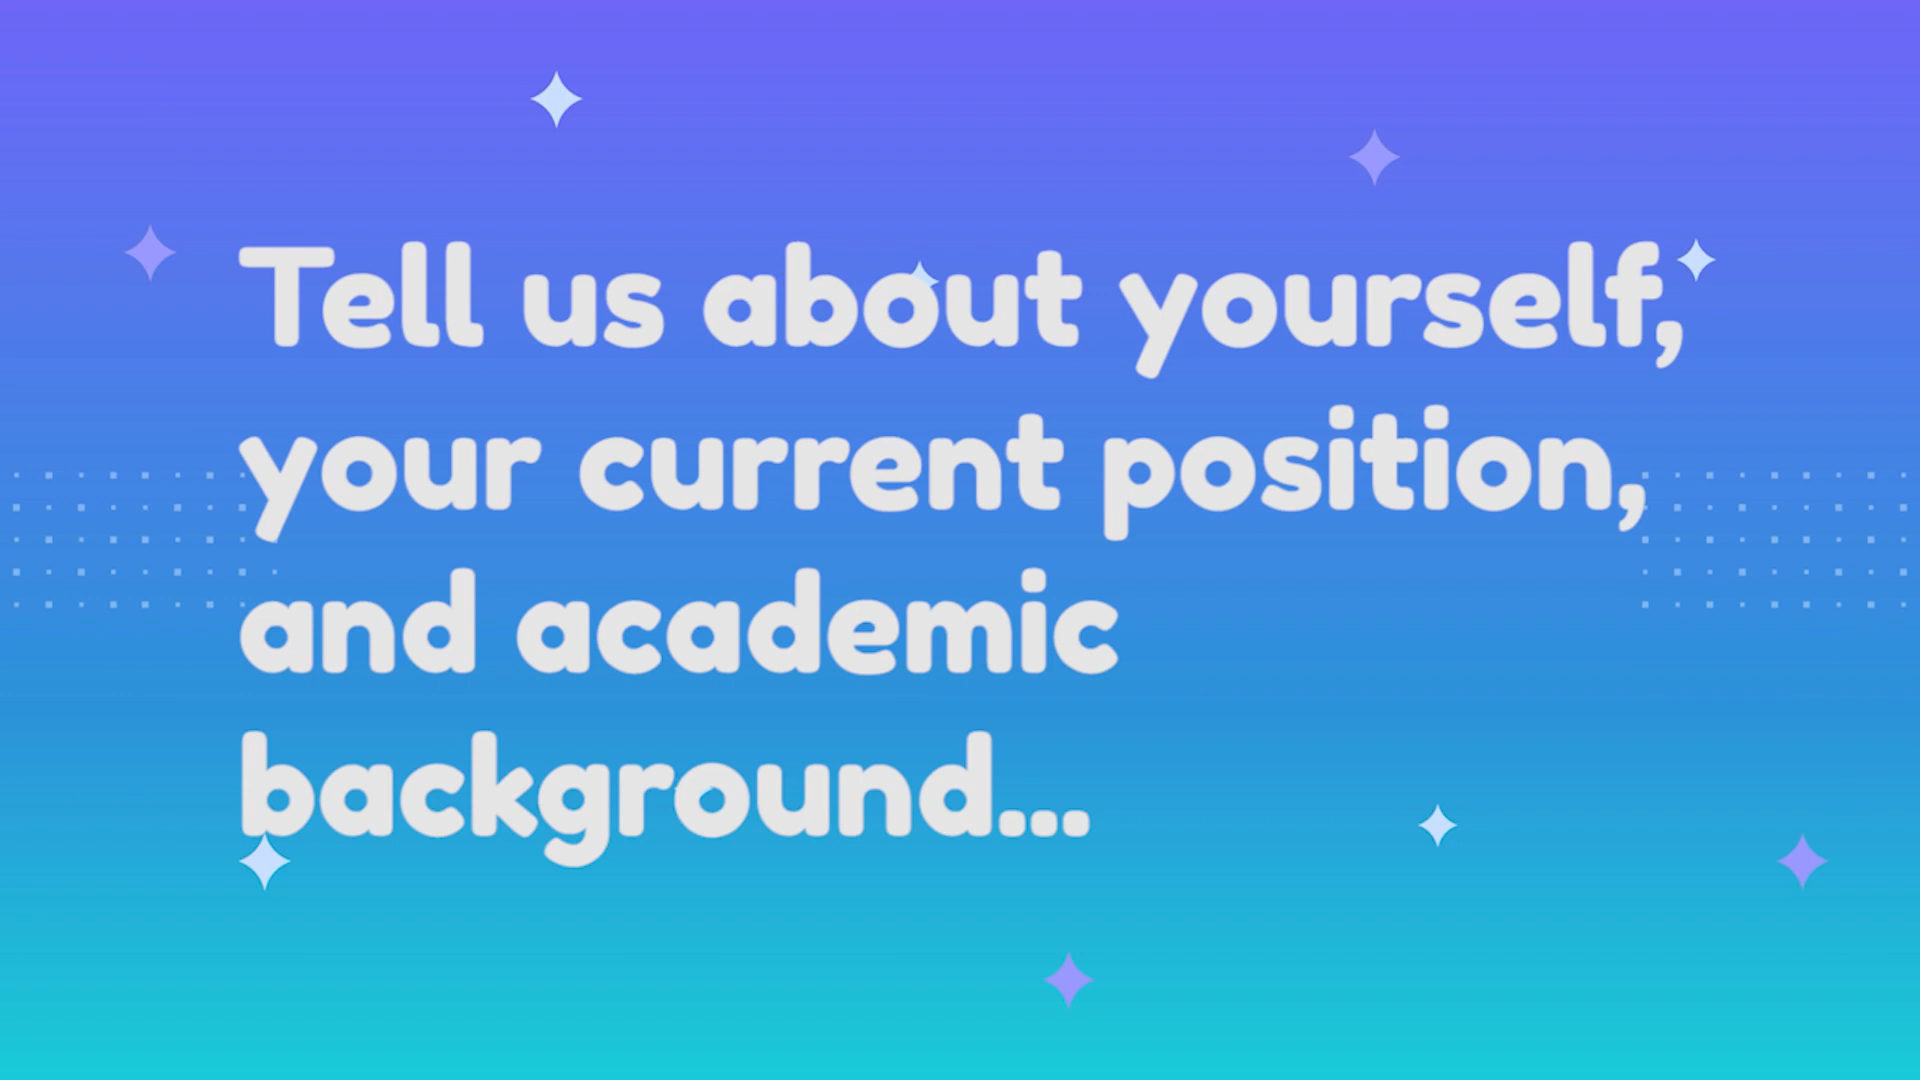 Tell us about yourself,
your current position,
and academic
background...